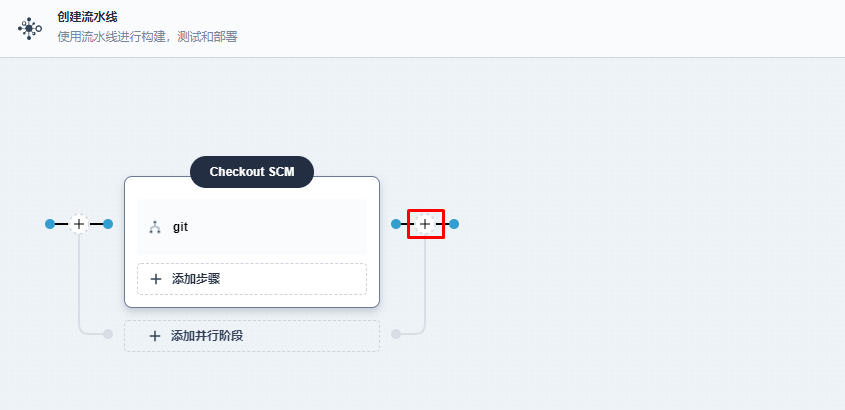 创建流水线
使用流水线进行构建，测试和部署
Checkout SCM
git
添加步骤
添加并行阶段